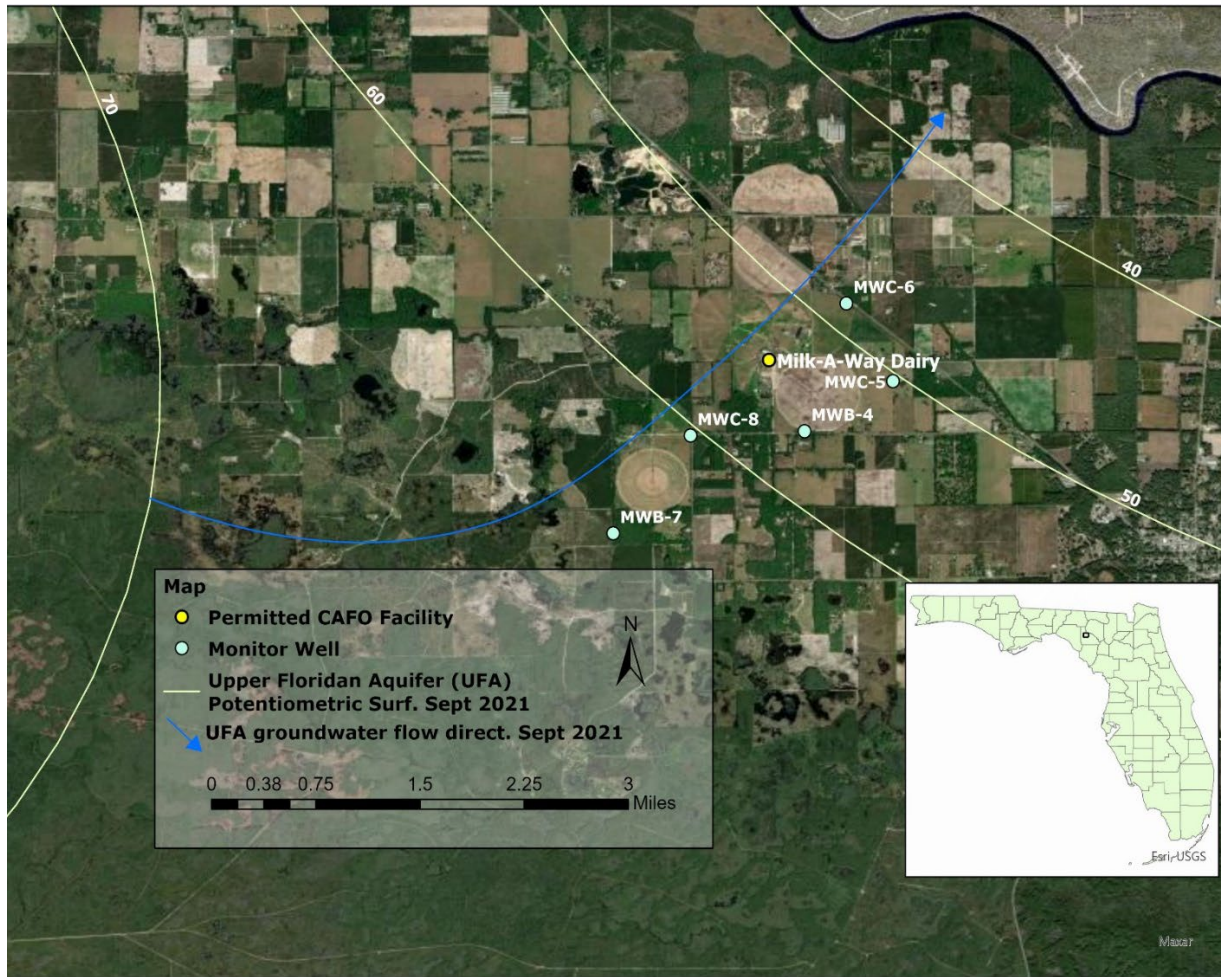 70
60
40
MWC-6
Milk-A-Way Dairy
MWC-5
MWC-8
MWB-4
50
MWB-7
Map
Permitted CAFO Facility
Monitor Well
N
Upper Floridan Aquifer (UFA)
Potentiometric Surf. Sept 2021
UFA groundwater flow direct. Sept 2021
0 0.38 0.75 1.5 2.25 3
Miles
Esri, USGS
Maxar